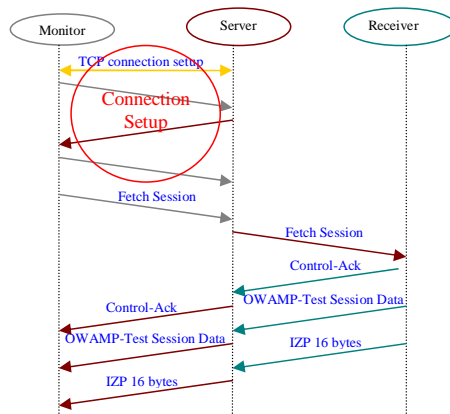 Monitor
Server
Receiver
TCP connection setup
Connection
Setup
Fetch Session
Fetch Session
Control-Ack
OWAMP-Test Session Data
Control-Ack
IZP 16 bytes
OWAMP-Test Session Data
IZP 16 bytes